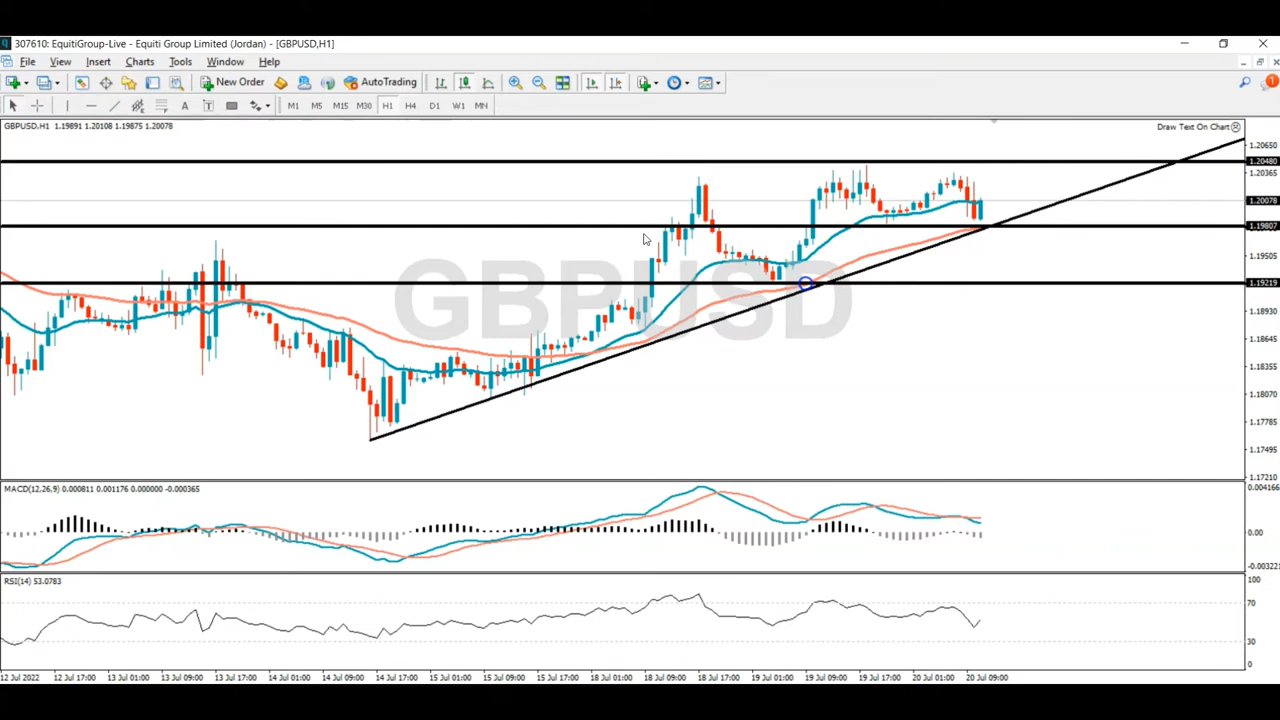 307610: EquitiGroup-Live - Equiti Group Limited (Jordan) - [GBPUSD,H1]
File View Insert Charts Tools Window Help
New Order AutoTrading 1
A T M1 M5 M15 M30 H1 H4 D1 W1 MN
GBPUSD,H1 1.19891 1.20108 1.19875 1.20078
Draw Text On Chart
GBPUSD
1.20650
1.20480
1.20365
1.20078
1.19807
1.19505
1.19219
1.18930
1.18645
1.18355
1.18070
1.17785
1.17495
1.17210
MACD(12,26,9) 0.000811 0.001176 0.000000 -0.000365
0.004166
0.00
-0.003221
RSI(14) 53.0783
100
70
30
0
12 Jul 2022 12 Jul 17:00 13 Jul 01:00 13 Jul 09:00 13 Jul 17:00 14 Jul 01:00 14 Jul 09:00 14 Jul 17:00 15 Jul 01:00 15 Jul 09:00 15 Jul 17:00 18 Jul 01:00 18 Jul 09:00 18 Jul 17:00 19 Jul 01:00 19 Jul 09:00 19 Jul 17:00 20 Jul 01:00 20 Jul 09:00